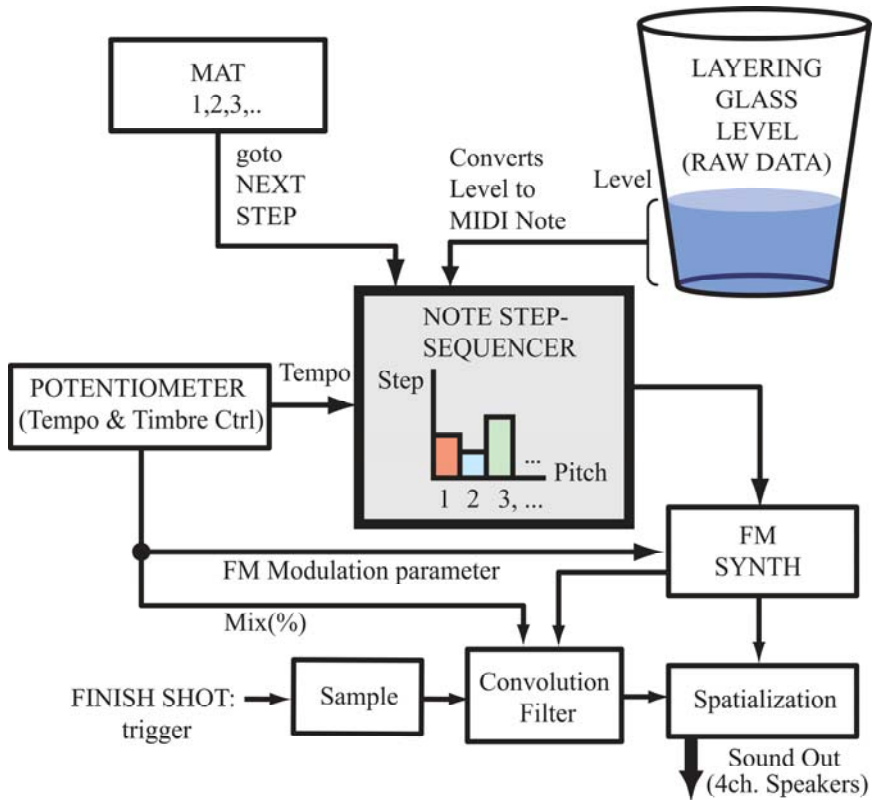 MAT
1,2,3,..
goto
NEXT
STEP
Converts
Level to
MIDI Note
Level
LAYERING
GLASS
LEVEL
(RAW DATA)
NOTE STEP-
SEQUENCER
Step
...
Pitch
1 2 3, ...
POTENTIOMETER
(Tempo & Timbre Ctrl)
Tempo
FM
SYNTH
FM Modulation parameter
Mix(%)
FINISH SHOT:
trigger
Sample
Convolution
Filter
Spatialization
Sound Out
(4ch. Speakers)